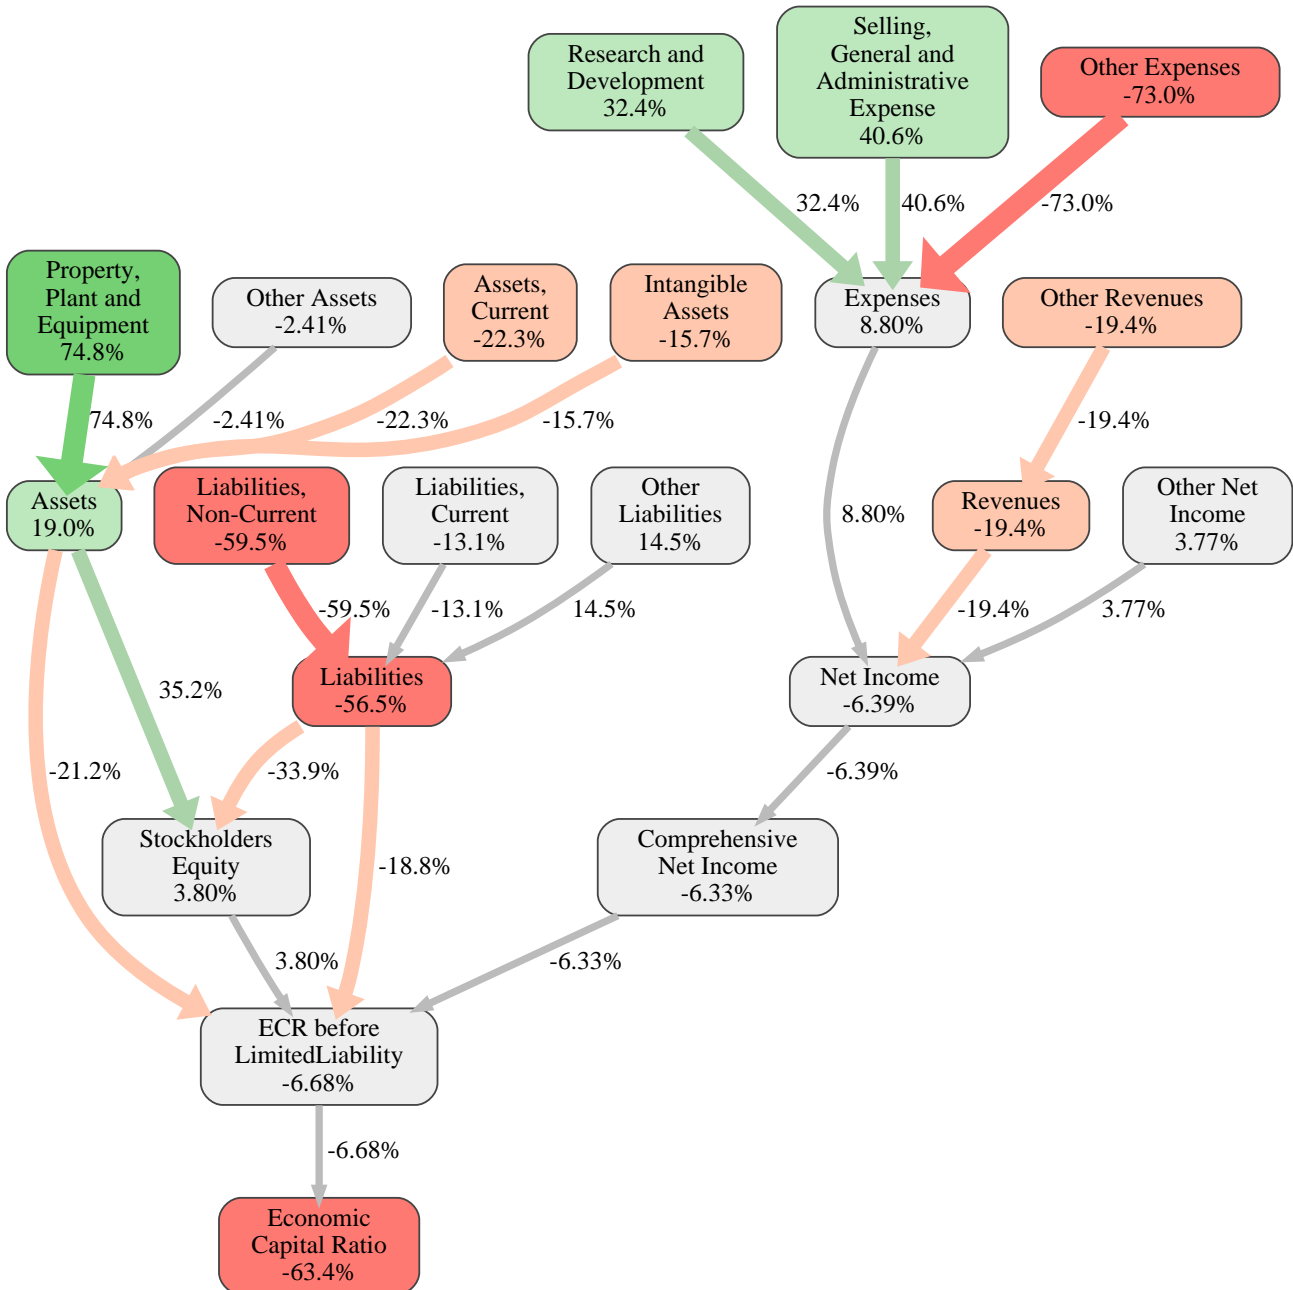 Research and
Development
32.4%
Selling,
General and
Administrative
Expense
40.6%
Other Expenses
-73.0%
32.4%
40.6%
-73.0%
Property,
Plant and
Equipment
74.8%
Other Assets
-2.41%
Assets,
Current
-22.3%
Intangible
Assets
-15.7%
Expenses
8.80%
Other Revenues
-19.4%
74.8%
-2.41%
-22.3%
-15.7%
-19.4%
Assets
19.0%
Liabilities,
Non-Current
-59.5%
Liabilities,
Current
-13.1%
Other
Liabilities
14.5%
8.80%
Revenues
-19.4%
Other Net
Income
3.77%
-59.5%
-13.1%
14.5%
-19.4%
3.77%
35.2%
Liabilities
-56.5%
Net Income
-6.39%
-21.2%
-33.9%
-6.39%
Stockholders
Equity
3.80%
-18.8%
Comprehensive
Net Income
-6.33%
3.80%
-6.33%
ECR before
LimitedLiability
-6.68%
-6.68%
Economic
Capital Ratio
-63.4%